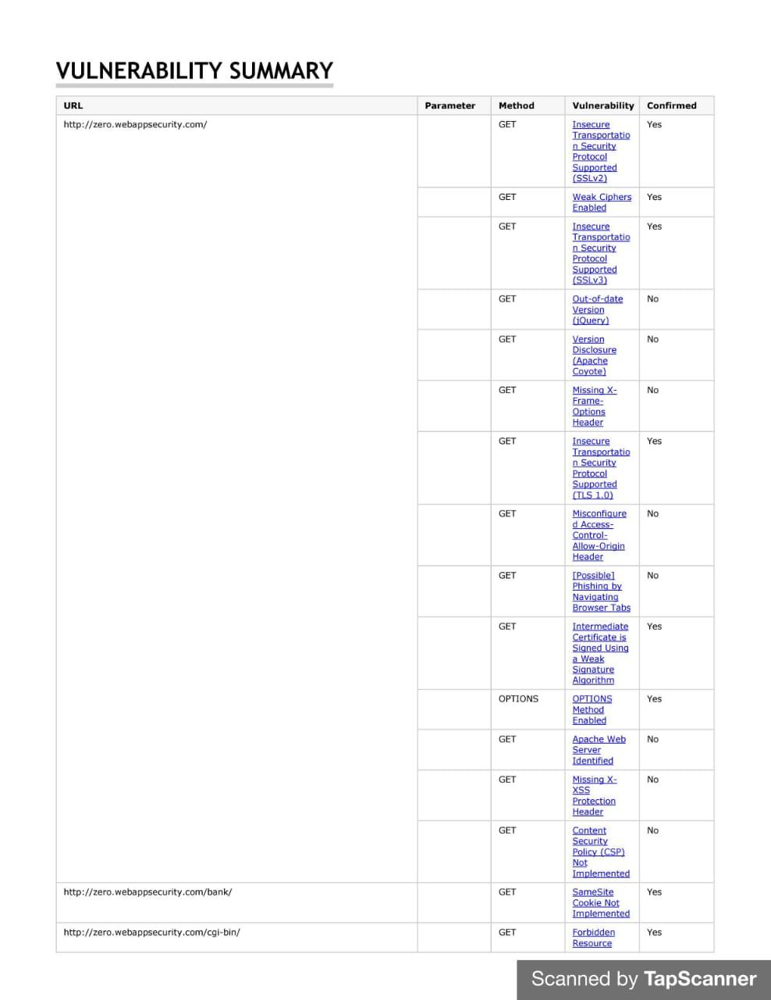 VULNERABILITY SUMMARY
URL Parameter Method Vulnerability Confirmed
http://zero.webappsecurity.com/ GET Insecure Yes
Transportatio
n Security
Protocol
Supported
(SSLv2)
GET Weak Ciphers Yes
Enabled
GET Insecure Yes
Transportatio
n Security
Protocol
Supported
(SSLv3)
GET Out-of-date No
Version
(jQuery)
GET Version No
Disclosure
(Apache
Coyote)
GET Missing X- No
Frame-
Options
Header
GET Insecure Yes
Transportatio
n Security
Protocol
Supported
(TLS 1.0)
GET Misconfigure No
d Access-
Control-
Allow-Origin
Header
GET [Possible] No
Phishing by
Navigating
Browser Tabs
GET Intermediate Yes
Certificate is
Signed Using
a Weak
Signature
Algorithm
OPTIONS OPTIONS Yes
Method
Enabled
GET Apache Web No
Server
Identified
GET Missing X- No
XSS
Protection
Header
GET Content No
Security
Policy (CSP)
Not
Implemented
http://zero.webappsecurity.com/bank/ GET SameSite Yes
Cookie Not
Implemented
http://zero.webappsecurity.com/cgi-bin/ GET Forbidden Yes
Resource
Scanned by TapScanner